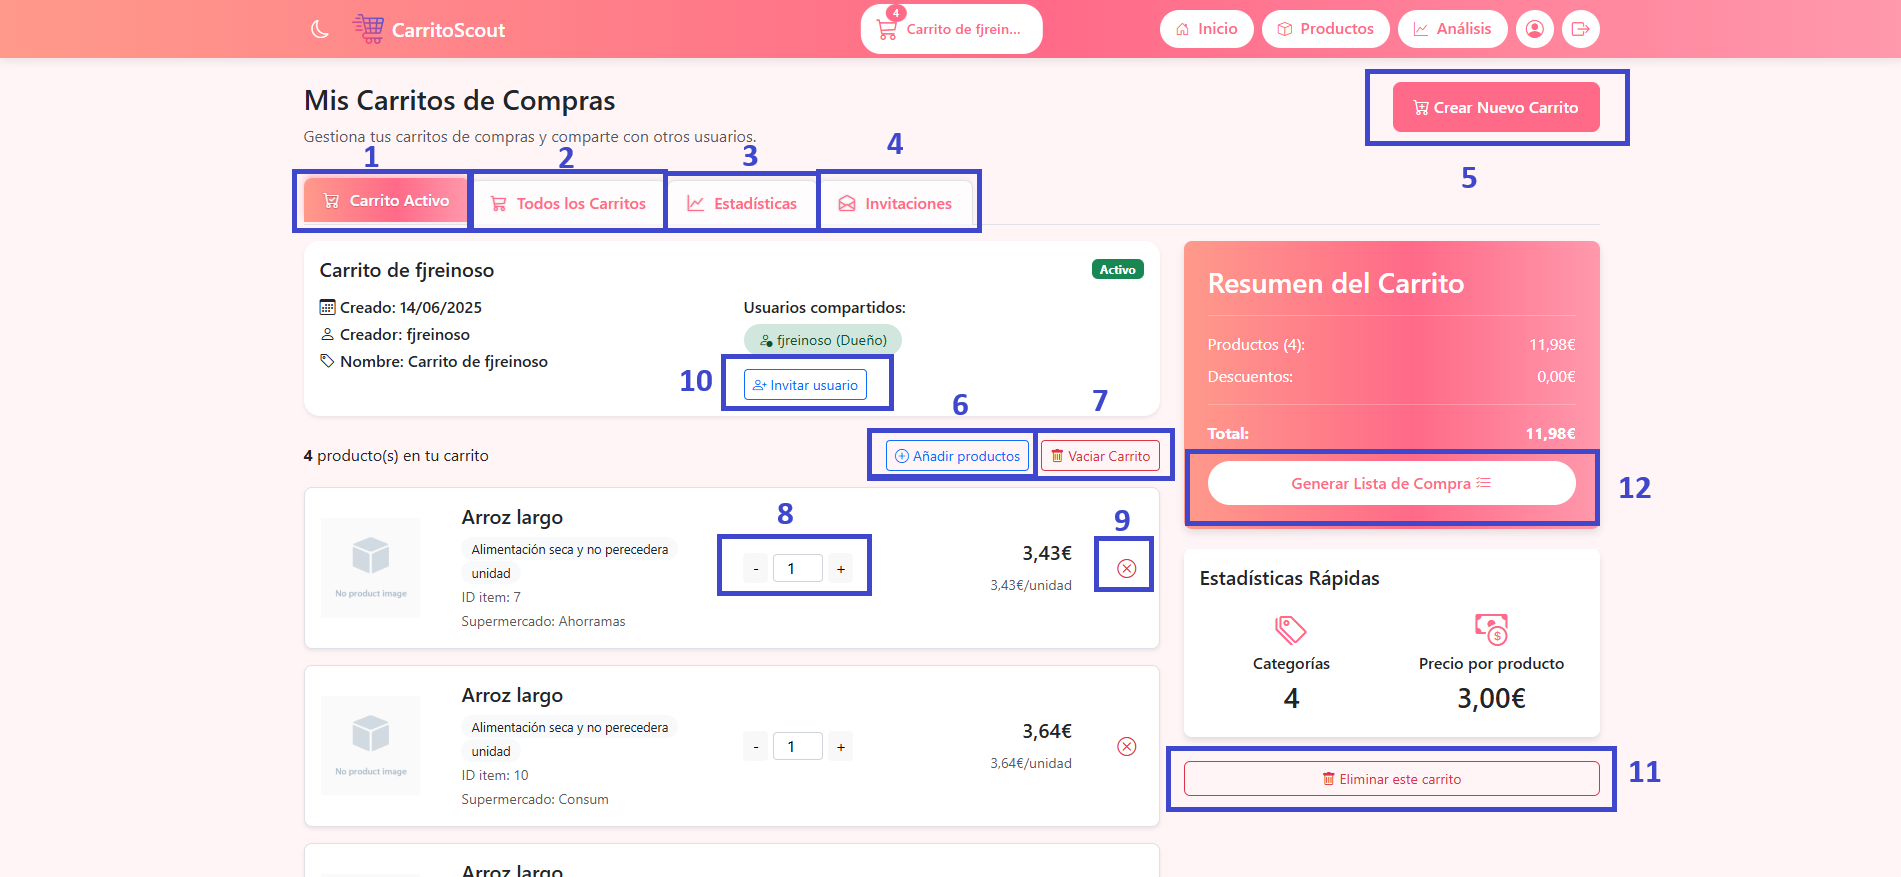 CarritoScout
4
Carrito de fjrein...
Inicio
Productos
Análisis
Mis Carritos de Compras
Gestiona tus carritos de compras y comparte con otros usuarios.
Crear Nuevo Carrito
5
1
2
3
4
Carrito Activo
Todos los Carritos
Estadísticas
Invitaciones
Carrito de fjreinoso
Activo
Creado: 14/06/2025
Creador: fjreinoso
Nombre: Carrito de fjreinoso
Usuarios compartidos:
fjreinoso (Dueño)
10
Invitar usuario
6
7
4 producto(s) en tu carrito
Añadir productos
Vaciar Carrito
No product image
Arroz largo
Alimentación seca y no perecedera
unidad
ID item: 7
Supermercado: Ahorramas
8
- 1 +
3,43€
3,43€/unidad
9
No product image
Arroz largo
Alimentación seca y no perecedera
unidad
ID item: 10
Supermercado: Consum
- 1 +
3,64€
3,64€/unidad
Arroz largo
Resumen del Carrito
Productos (4): 11,98€
Descuentos: 0,00€
Total: 11,98€
Generar Lista de Compra
12
Estadísticas Rápidas
Categorías
4
Precio por producto
3,00€
Eliminar este carrito
11